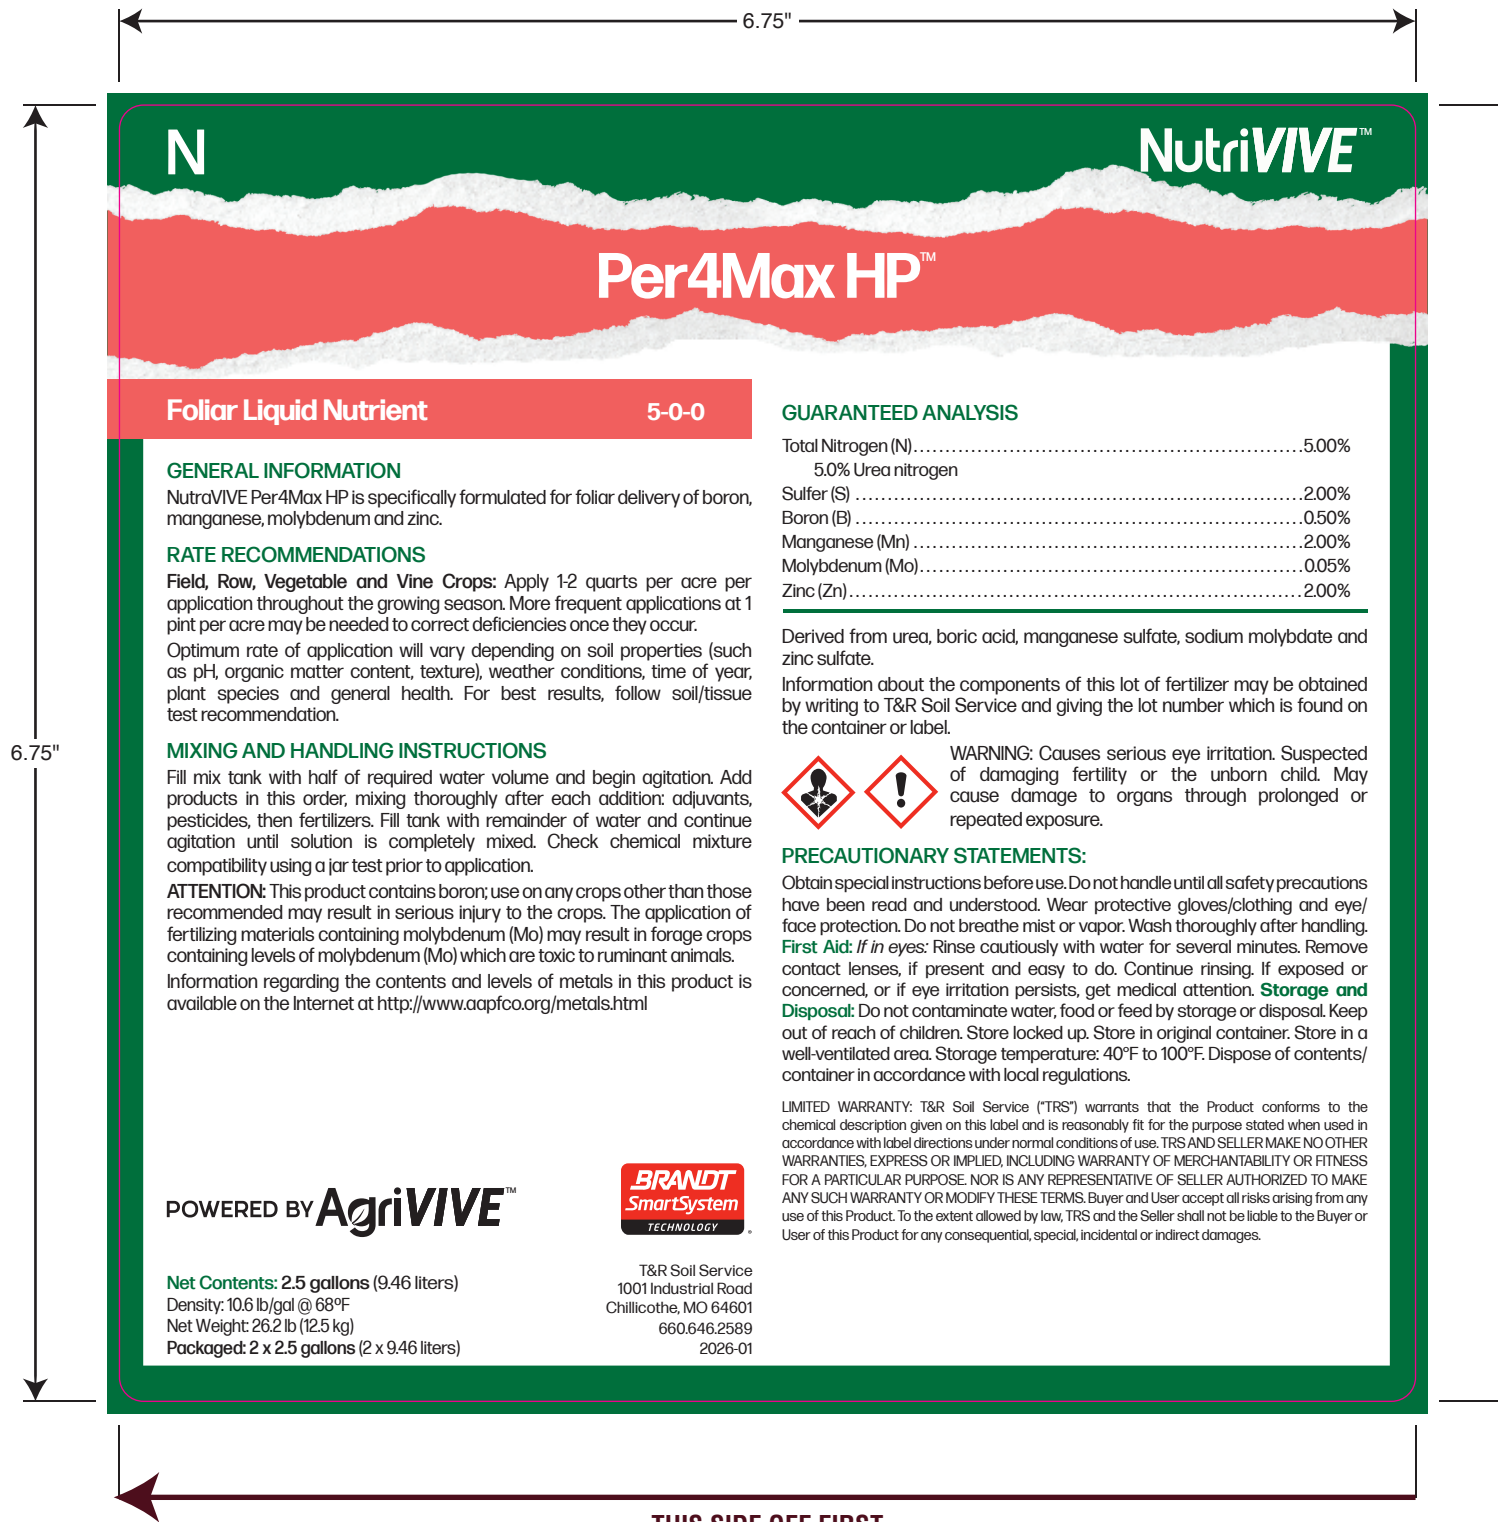 6.75"
N
NutriVIVE™
Per4Max HP™
Foliar Liquid Nutrient 5-0-0
GENERAL INFORMATION
NutraVIVE Per4Max HP is specifically formulated for foliar delivery of boron,
manganese, molybdenum and zinc.
RATE RECOMMENDATIONS
Field, Row, Vegetable and Vine Crops: Apply 1-2 quarts per acre per
application throughout the growing season. More frequent applications at 1
pint per acre may be needed to correct deficiencies once they occur.
Optimum rate of application will vary depending on soil properties (such
as pH, organic matter content, texture), weather conditions, time of year,
plant species and general health. For best results, follow soil/tissue
test recommendation.
6.75"
MIXING AND HANDLING INSTRUCTIONS
Fill mix tank with half of required water volume and begin agitation. Add
products in this order, mixing thoroughly after each addition: adjuvants,
pesticides, then fertilizers. Fill tank with remainder of water and continue
agitation until solution is completely mixed. Check chemical mixture
compatibility using a jar test prior to application.
ATTENTION: This product contains boron; use on any crops other than those
recommended may result in serious injury to the crops. The application of
fertilizing materials containing molybdenum (Mo) may result in forage crops
containing levels of molybdenum (Mo) which are toxic to ruminant animals.
Information regarding the contents and levels of metals in this product is
available on the Internet at http://www.aapfco.org/metals.html
POWERED BY AgriVIVE™
BRANDT
SmartSystem
TECHNOLOGY ®
Net Contents: 2.5 gallons (9.46 liters)
Density: 10.6 lb/gal @ 68ºF
Net Weight: 26.2 lb (12.5 kg)
Packaged: 2 x 2.5 gallons (2 x 9.46 liters)
T&R Soil Service
1001 Industrial Road
Chillicothe, MO 64601
660.646.2589
2026-01
GUARANTEED ANALYSIS
Total Nitrogen (N)............................................................5.00%
5.0% Urea nitrogen
Sulfer (S) .....................................................................2.00%
Boron (B) .....................................................................0.50%
Manganese (Mn) ............................................................2.00%
Molybdenum (Mo)...........................................................0.05%
Zinc (Zn)......................................................................2.00%
Derived from urea, boric acid, manganese sulfate, sodium molybdate and
zinc sulfate.
Information about the components of this lot of fertilizer may be obtained
by writing to T&R Soil Service and giving the lot number which is found on
the container or label.
WARNING: Causes serious eye irritation. Suspected
of damaging fertility or the unborn child. May
cause damage to organs through prolonged or
repeated exposure.
PRECAUTIONARY STATEMENTS:
Obtain special instructions before use. Do not handle until all safety precautions
have been read and understood. Wear protective gloves/clothing and eye/
face protection. Do not breathe mist or vapor. Wash thoroughly after handling.
First Aid: If in eyes: Rinse cautiously with water for several minutes. Remove
contact lenses, if present and easy to do. Continue rinsing. If exposed or
concerned, or if eye irritation persists, get medical attention. Storage and
Disposal: Do not contaminate water, food or feed by storage or disposal. Keep
out of reach of children. Store locked up. Store in original container. Store in a
well-ventilated area. Storage temperature: 40ºF to 100ºF. Dispose of contents/
container in accordance with local regulations.
LIMITED WARRANTY: T&R Soil Service (“TRS”) warrants that the Product conforms to the
chemical description given on this label and is reasonably fit for the purpose stated when used in
accordance with label directions under normal conditions of use. TRS AND SELLER MAKE NO OTHER
WARRANTIES, EXPRESS OR IMPLIED, INCLUDING WARRANTY OF MERCHANTABILITY OR FITNESS
FOR A PARTICULAR PURPOSE. NOR IS ANY REPRESENTATIVE OF SELLER AUTHORIZED TO MAKE
ANY SUCH WARRANTY OR MODIFY THESE TERMS. Buyer and User accept all risks arising from any
use of this Product. To the extent allowed by law, TRS and the Seller shall not be liable to the Buyer or
User of this Product for any consequential, special, incidental or indirect damages.
THIS SIDE OFF FIRST